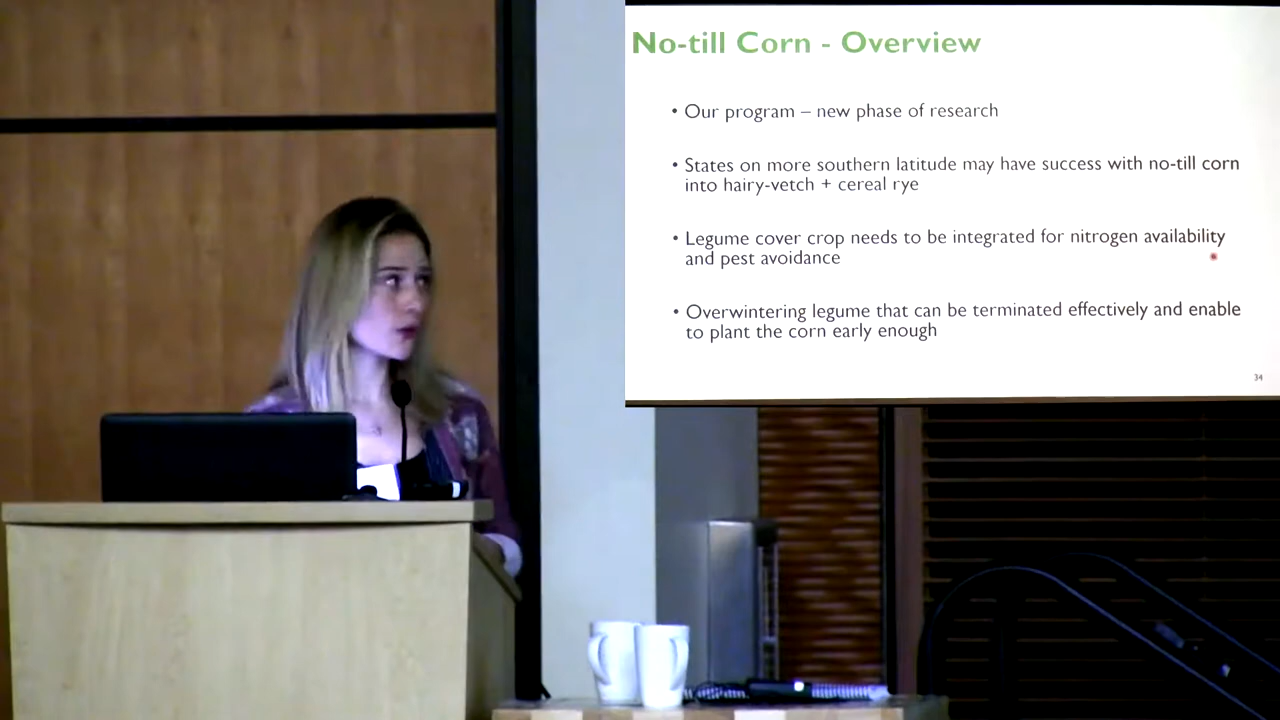 No-till Corn - Overview
• Our program – new phase of research
• States on more southern latitude may have success with no-till corn
into hairy-vetch + cereal rye
• Legume cover crop needs to be integrated for nitrogen availability
and pest avoidance
• Overwintering legume that can be terminated effectively and enable
to plant the corn early enough
34